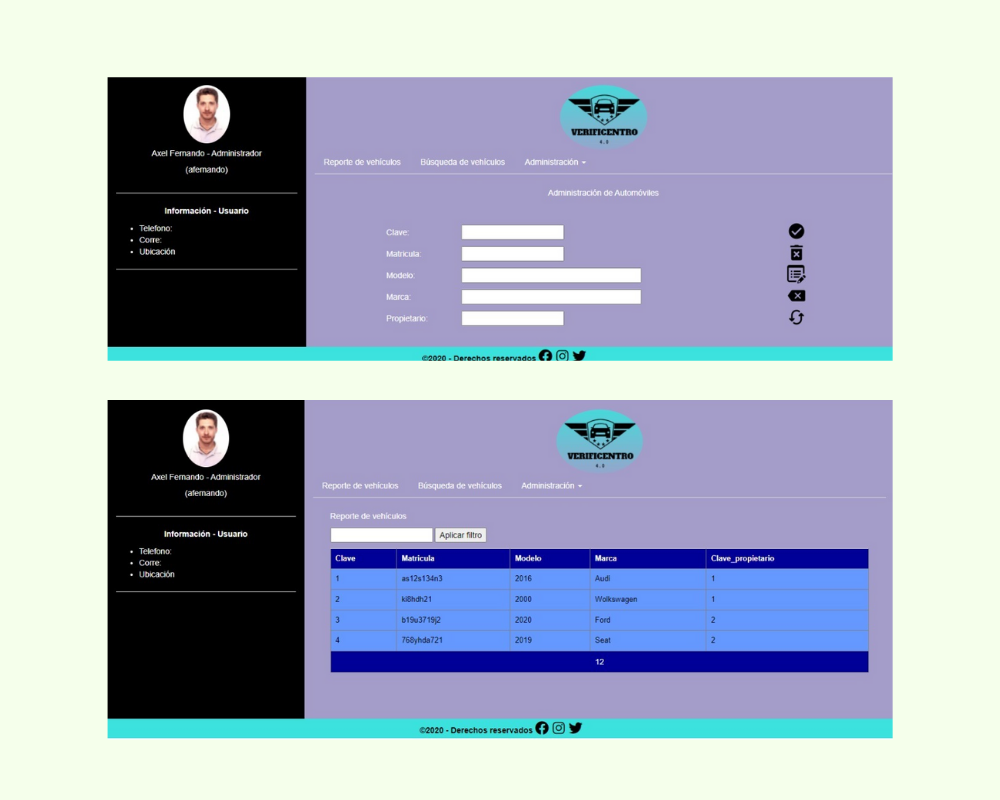 VERIFICENTRO
4.3
Axel Fernando - Administrador
(afernando)
Reporte de vehículos Búsqueda de vehículos Administración
Administración de Automóviles
Información - Usuario
Telefono:
Corre:
Ubicación
Clave:
Matricula:
Modelo:
Marca:
Propietario:
©2020 - Derechos reservados
VERIFICENTRO
Axel Fernando - Administrador
(afernando)
Reporte de vehículos Búsqueda de vehículos Administración
Información - Usuario
Telefono:
Corre:
Ubicación
Reporte de vehículos
Aplicar filtro
Clave Matricula Modelo Marca Clave_propietario
1 as12s134n3 2016 Audi 1
2 ki8hdh21 2000 Wolkswagen 1
3 b19u3719j2 2020 Ford 2
4 768yhda721 2019 Seat 2
12
©2020 - Derechos reservados